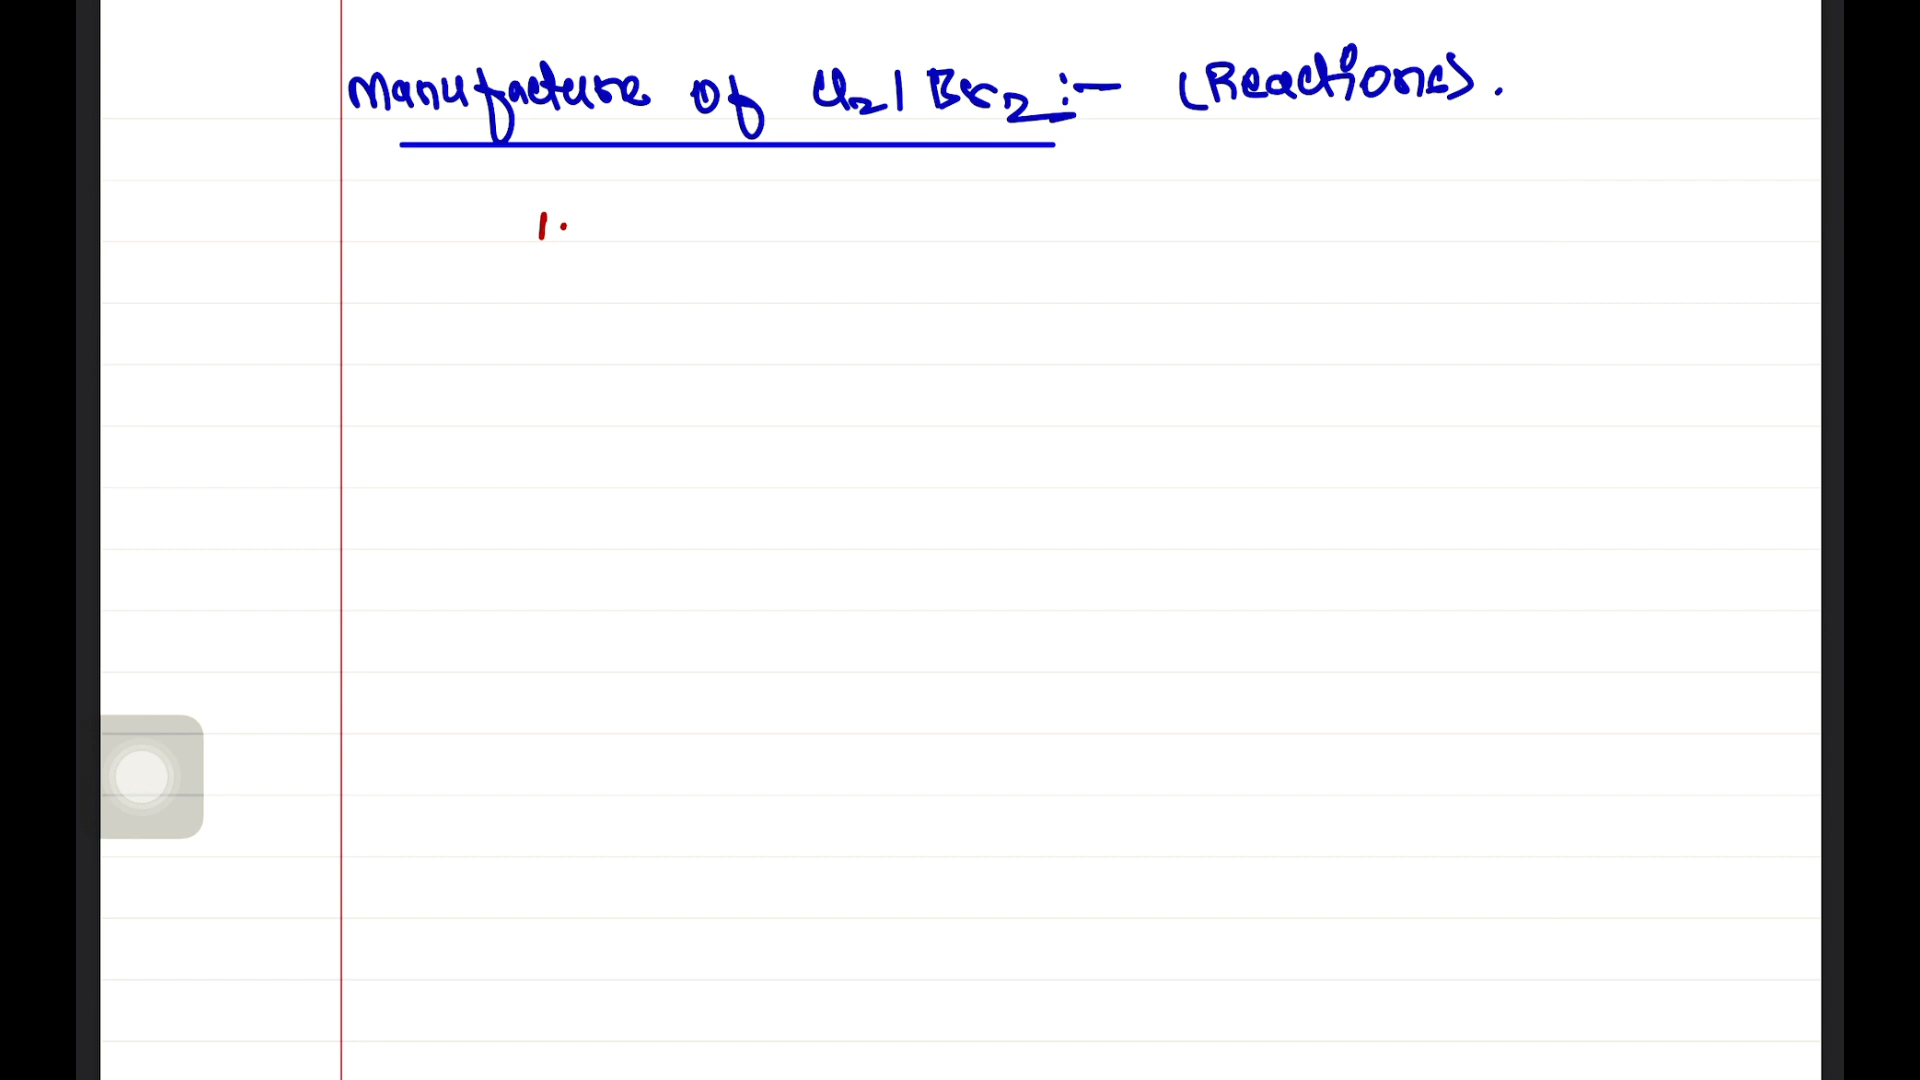 Manufacture of Cl2/Br2 :- (Reactions).
1.